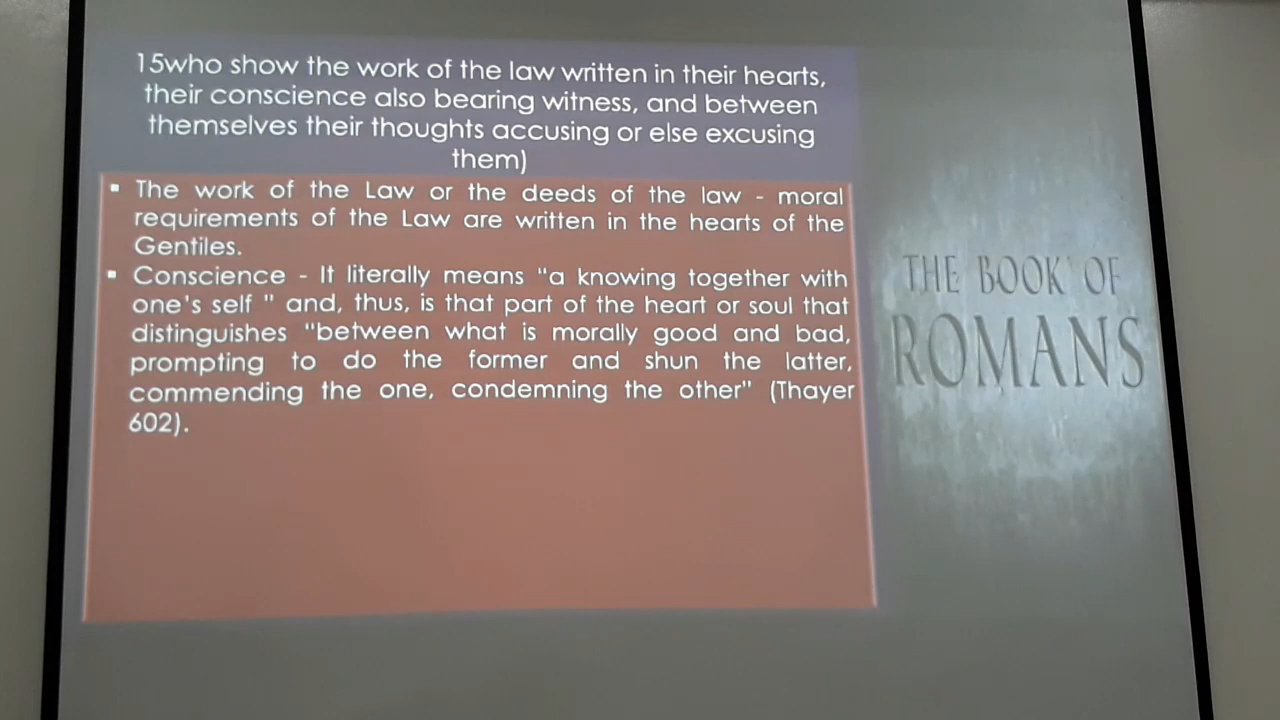 15who show the work of the law written in their hearts,
their conscience also bearing witness, and between
themselves their thoughts accusing or else excusing
them)
▪ The work of the Law or the deeds of the law - moral
requirements of the Law are written in the hearts of the
Gentiles.
▪ Conscience - It literally means "a knowing together with
one's self " and, thus, is that part of the heart or soul that
distinguishes "between what is morally good and bad,
prompting to do the former and shun the latter,
commending the one, condemning the other" (Thayer
602).
THE BOOK OF
ROMANS